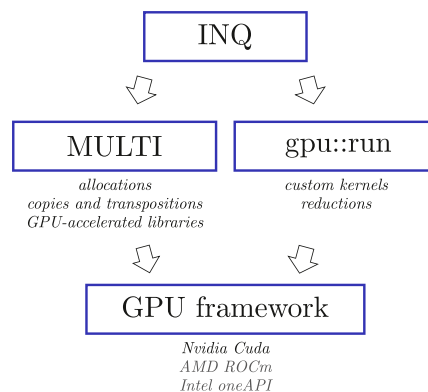 INQ
MULTI
gpu::run
allocations
copies and transpositions
GPU-accelerated libraries
custom kernels
reductions
GPU framework
Nvidia Cuda
AMD ROCm
Intel oneAPI